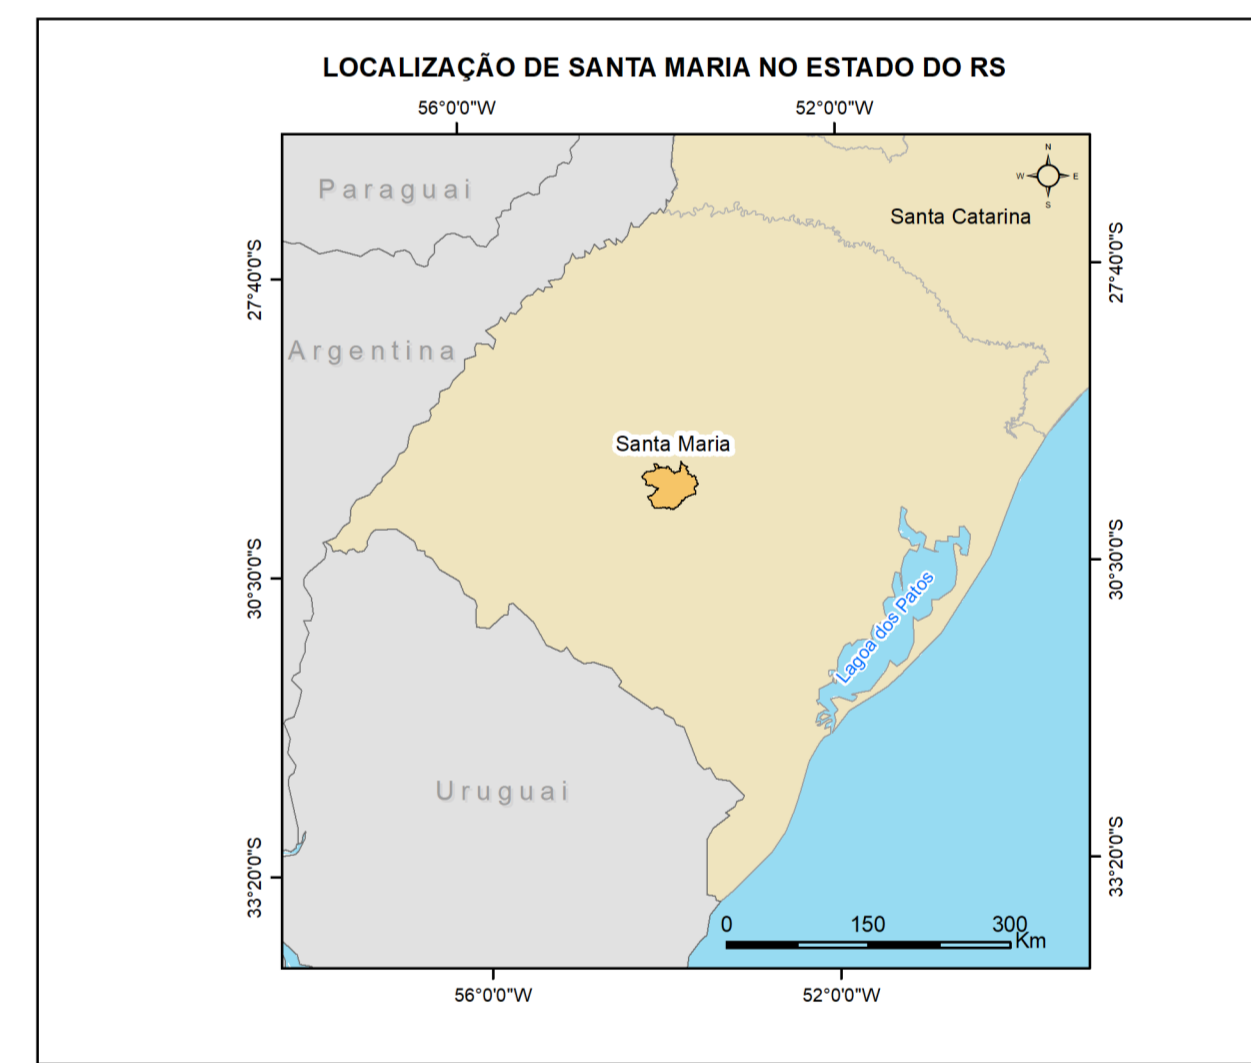 LOCALIZAÇÃO DE SANTA MARIA NO ESTADO DO RS
56°0'0"W
52°0'0"W
N
W
E
S
Paraguai
Santa Catarina
27°40'0"S
27°40'0"S
Argentina
Santa Maria
30°30'0"S
30°30'0"S
Lagoa dos Patos
Uruguai
33°20'0"S
33°20'0"S
0 150 300
Km
56°0'0"W
52°0'0"W